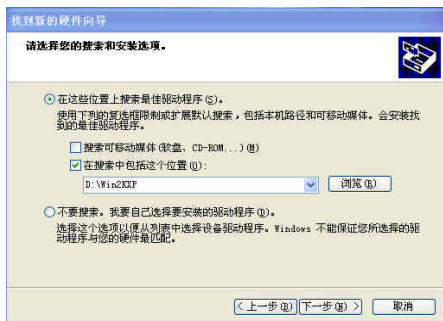 找到新的硬件向导
请选择您的搜索和安装选项。
在这些位置上搜索最佳驱动程序(S)。
使用下列的复选框限制或扩展默认搜索，包括本机路径和可移动媒体。会安装找
到的最佳驱动程序。
搜索可移动媒体(软盘、CD-ROM...)(M)
在搜索中包括这个位置(O):
D:\Win2KXP
浏览(R)
不要搜索。我要自己选择要安装的驱动程序(D)。
选择这个选项以便从列表中选择设备驱动程序。Windows 不能保证您所选择的驱
动程序与您的硬件最匹配。
< 上一步(B) 下一步(N) > 取消